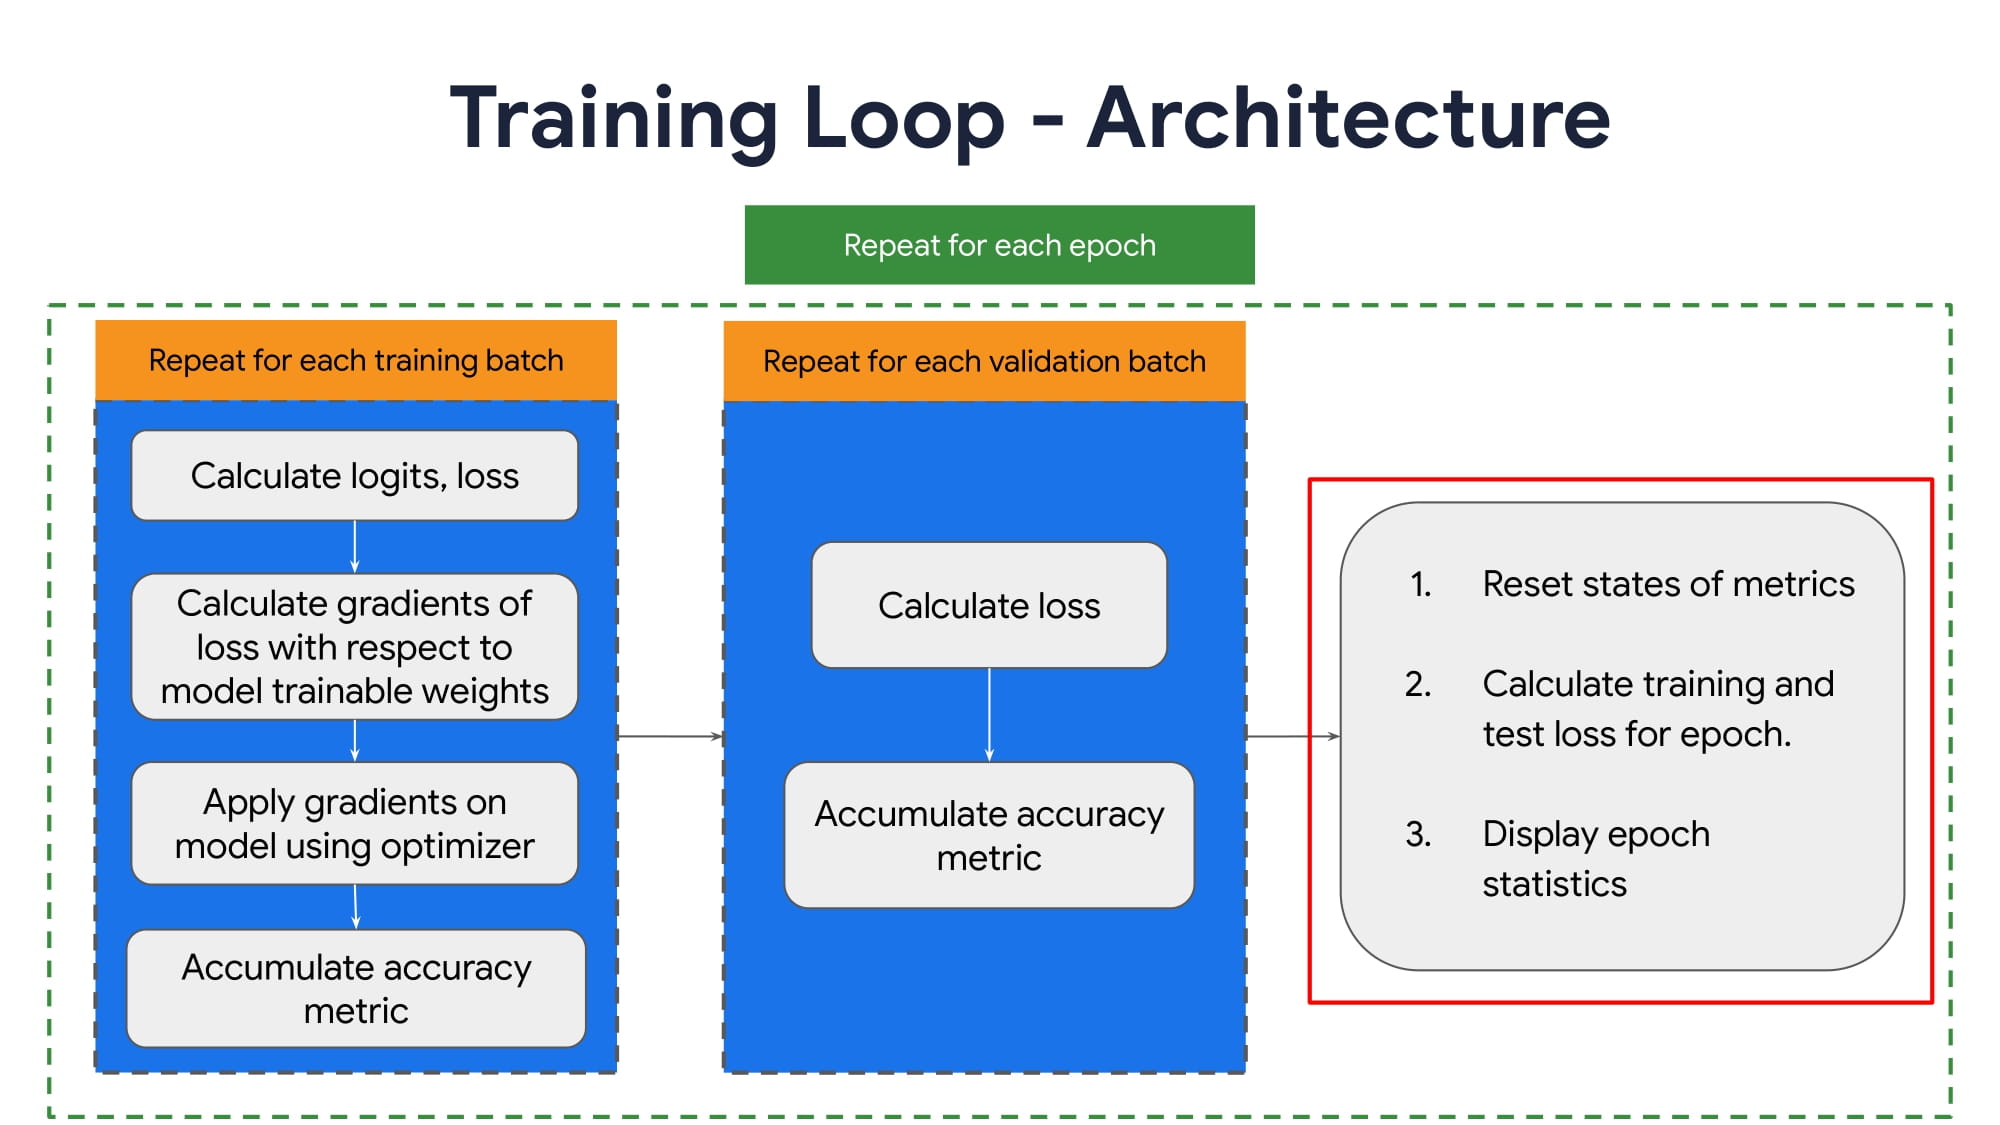 Training Loop - Architecture
Repeat for each epoch
Repeat for each training batch
Calculate logits, loss
Calculate gradients of
loss with respect to
model trainable weights
Apply gradients on
model using optimizer
Accumulate accuracy
metric
Repeat for each validation batch
Calculate loss
Accumulate accuracy
metric
1. Reset states of metrics
2. Calculate training and
test loss for epoch.
3. Display epoch
statistics